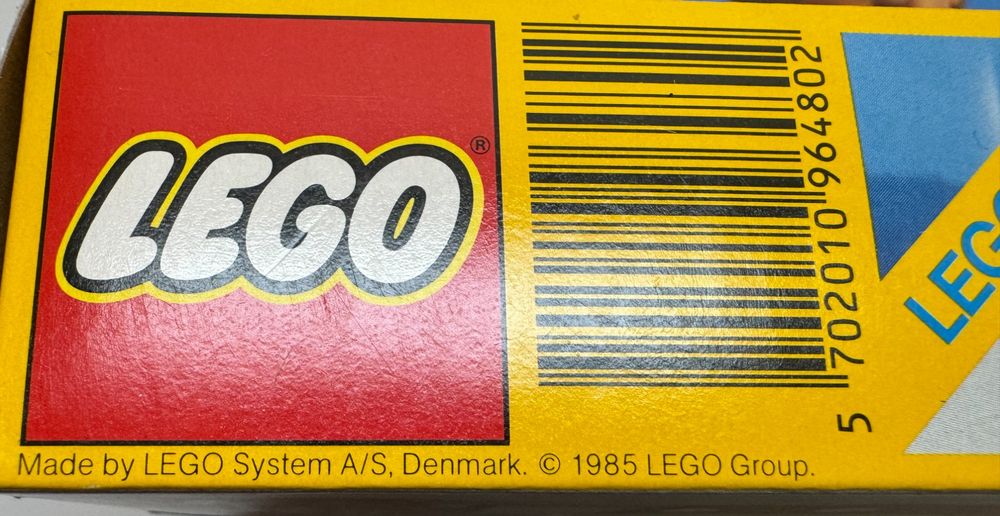 LEGO®
5 702010 964802
LEG
Made by LEGO System A/S, Denmark. © 1985 LEGO Group.